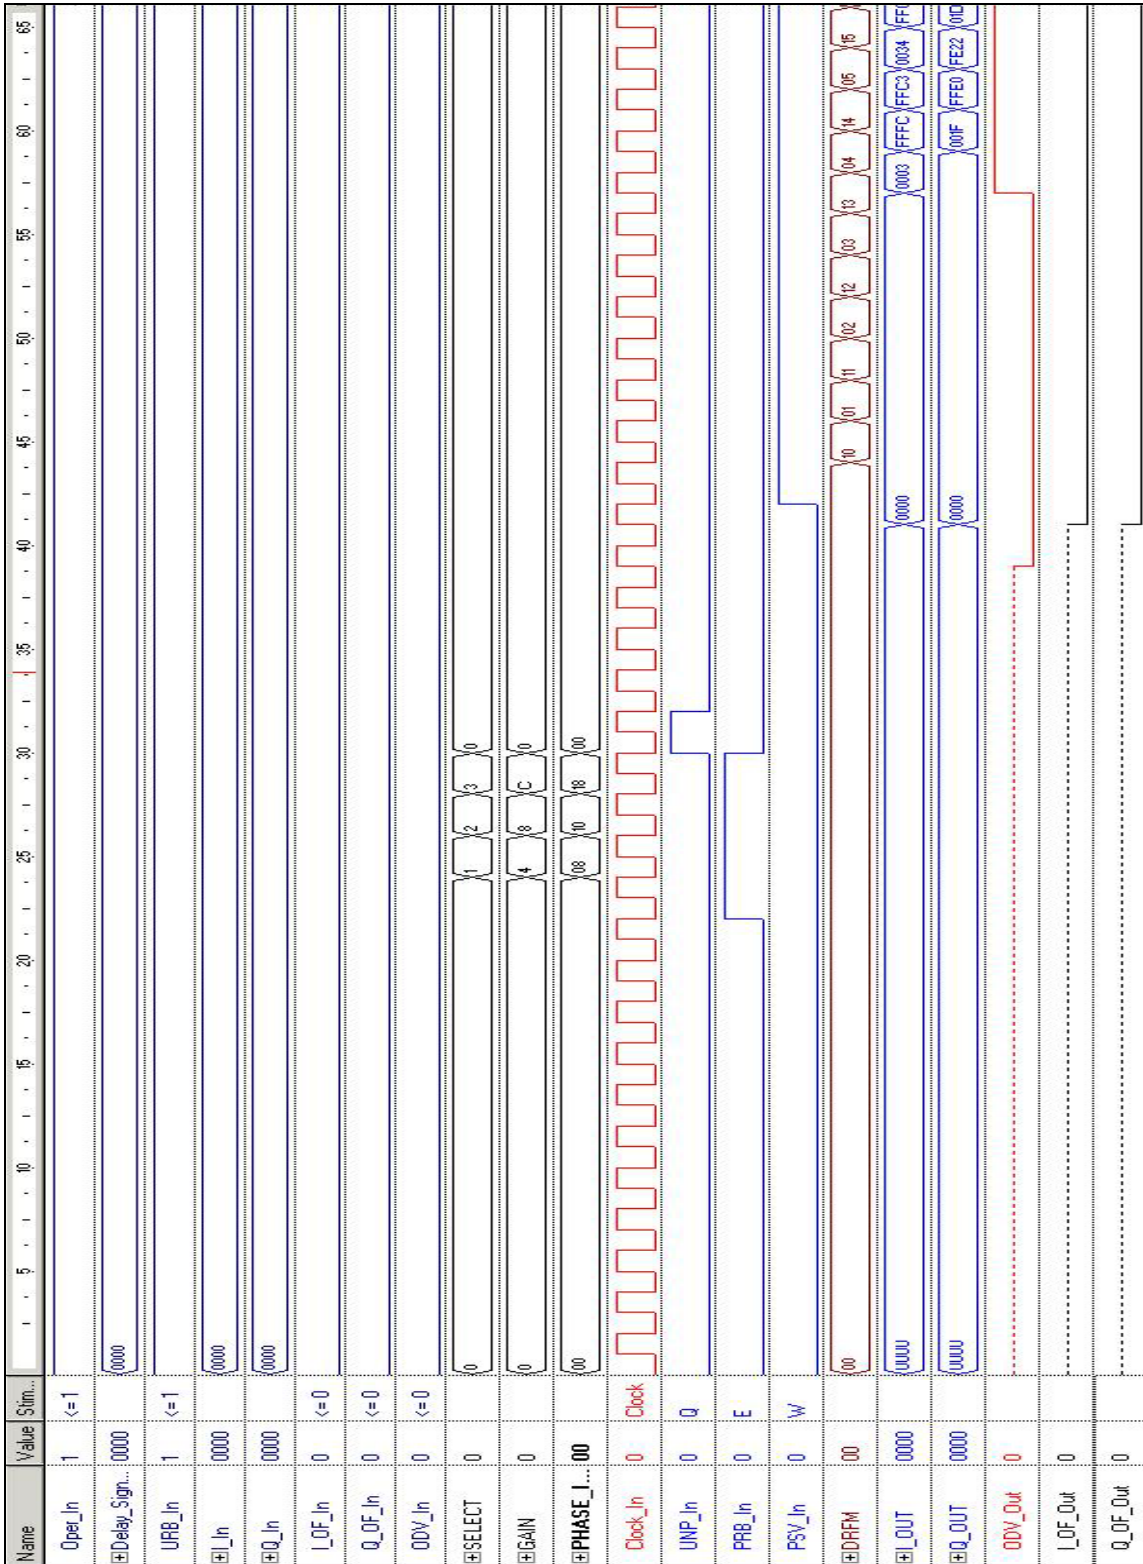 Name Value Stim... 5 10 15 20 25 30 35 40 45 50 55 60 65
Oper_In 1 <= 1
Delay_Sign... 0000 0000
URB_In 1 <= 1
I_In 0000 0000
Q_In 0000 0000
I_OF_In 0 <= 0
Q_OF_In 0 <= 0
ODV_In 0 <= 0
SELECT 0 0 1 2 3 0
GAIN 0 0 4 8 C 0
PHASE_I... 00 00 08 10 18 00
Clock_In 0 Clock
UNP_In 0 Q
PRB_In 0 E
PSV_In 0 W
DRFM 00 00 10 01 11 02 12 03 13 04 14 05 15
I_OUT 0000 UUUU 0000 0003 FFFC FFC3 0034
Q_OUT 0000 UUUU 0000 001F FFE0 FE22
ODV_Out 0
I_OF_Out 0
Q_OF_Out 0